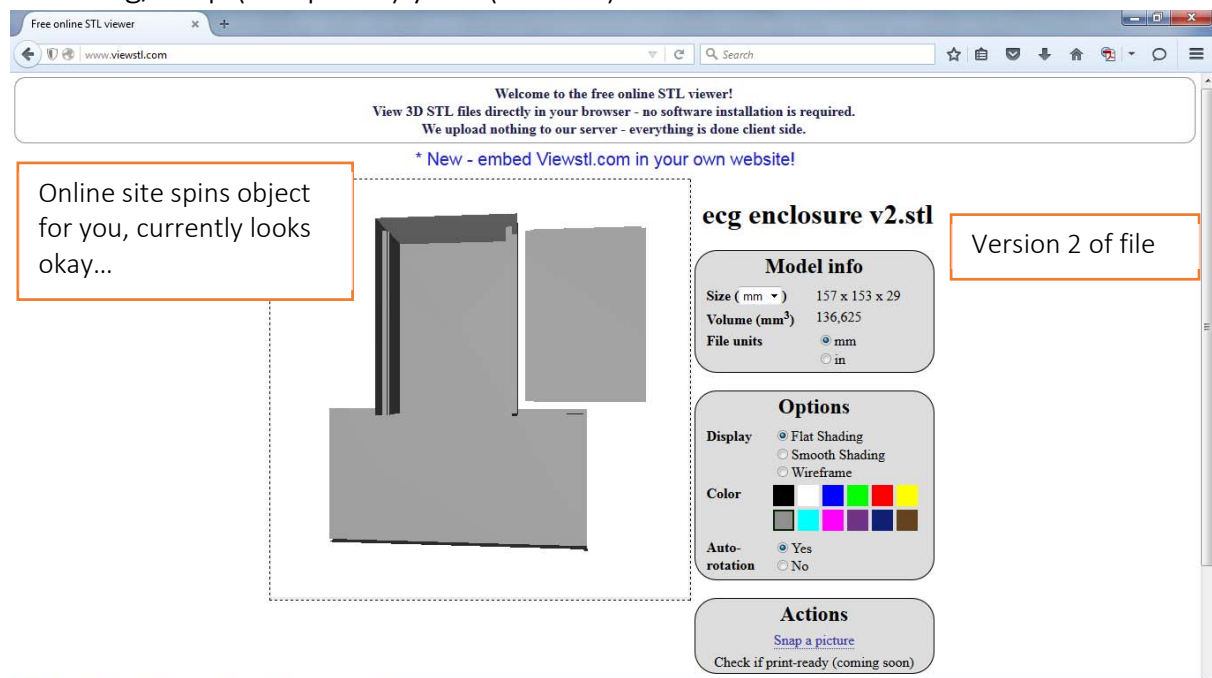 Free online STL viewer
www.viewstl.com
Search
Welcome to the free online STL viewer!
View 3D STL files directly in your browser - no software installation is required.
We upload nothing to our server - everything is done client side.
* New - embed Viewstl.com in your own website!
Online site spins object
for you, currently looks
okay…
ecg enclosure v2.stl
Version 2 of file
Model info
Size ( mm ) 157 x 153 x 29
Volume (mm³) 136,625
File units mm
in
Options
Display Flat Shading
Smooth Shading
Wireframe
Color
Auto-
rotation
Yes
No
Actions
Snap a picture
Check if print-ready (coming soon)